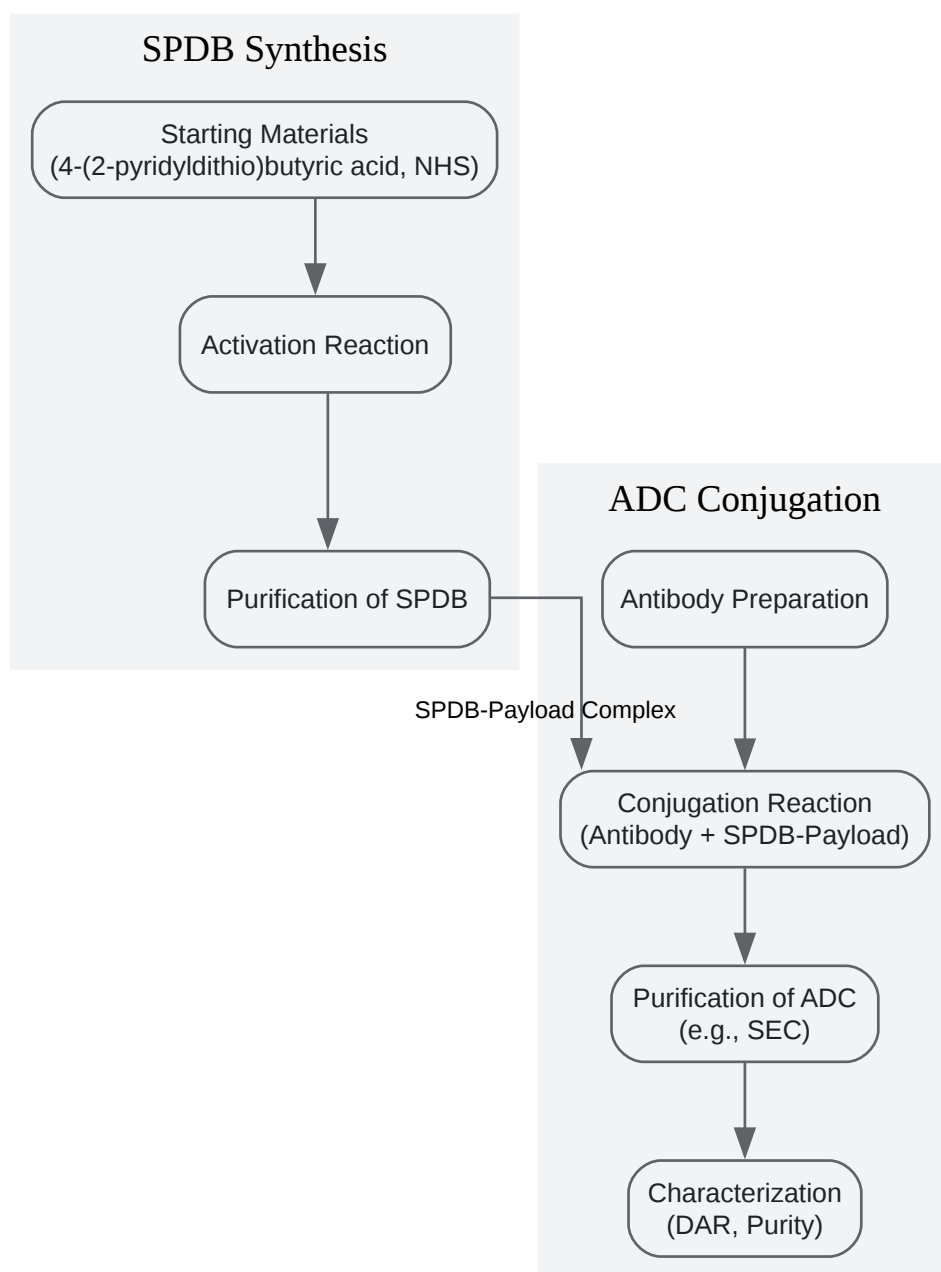 SPDB Synthesis
Starting Materials
(4-(2-pyridyldithio)butyric acid, NHS)
Activation Reaction
Purification of SPDB
ADC Conjugation
Antibody Preparation
SPDB-Payload Complex
Conjugation Reaction
(Antibody + SPDB-Payload)
Purification of ADC
(e.g., SEC)
Characterization
(DAR, Purity)